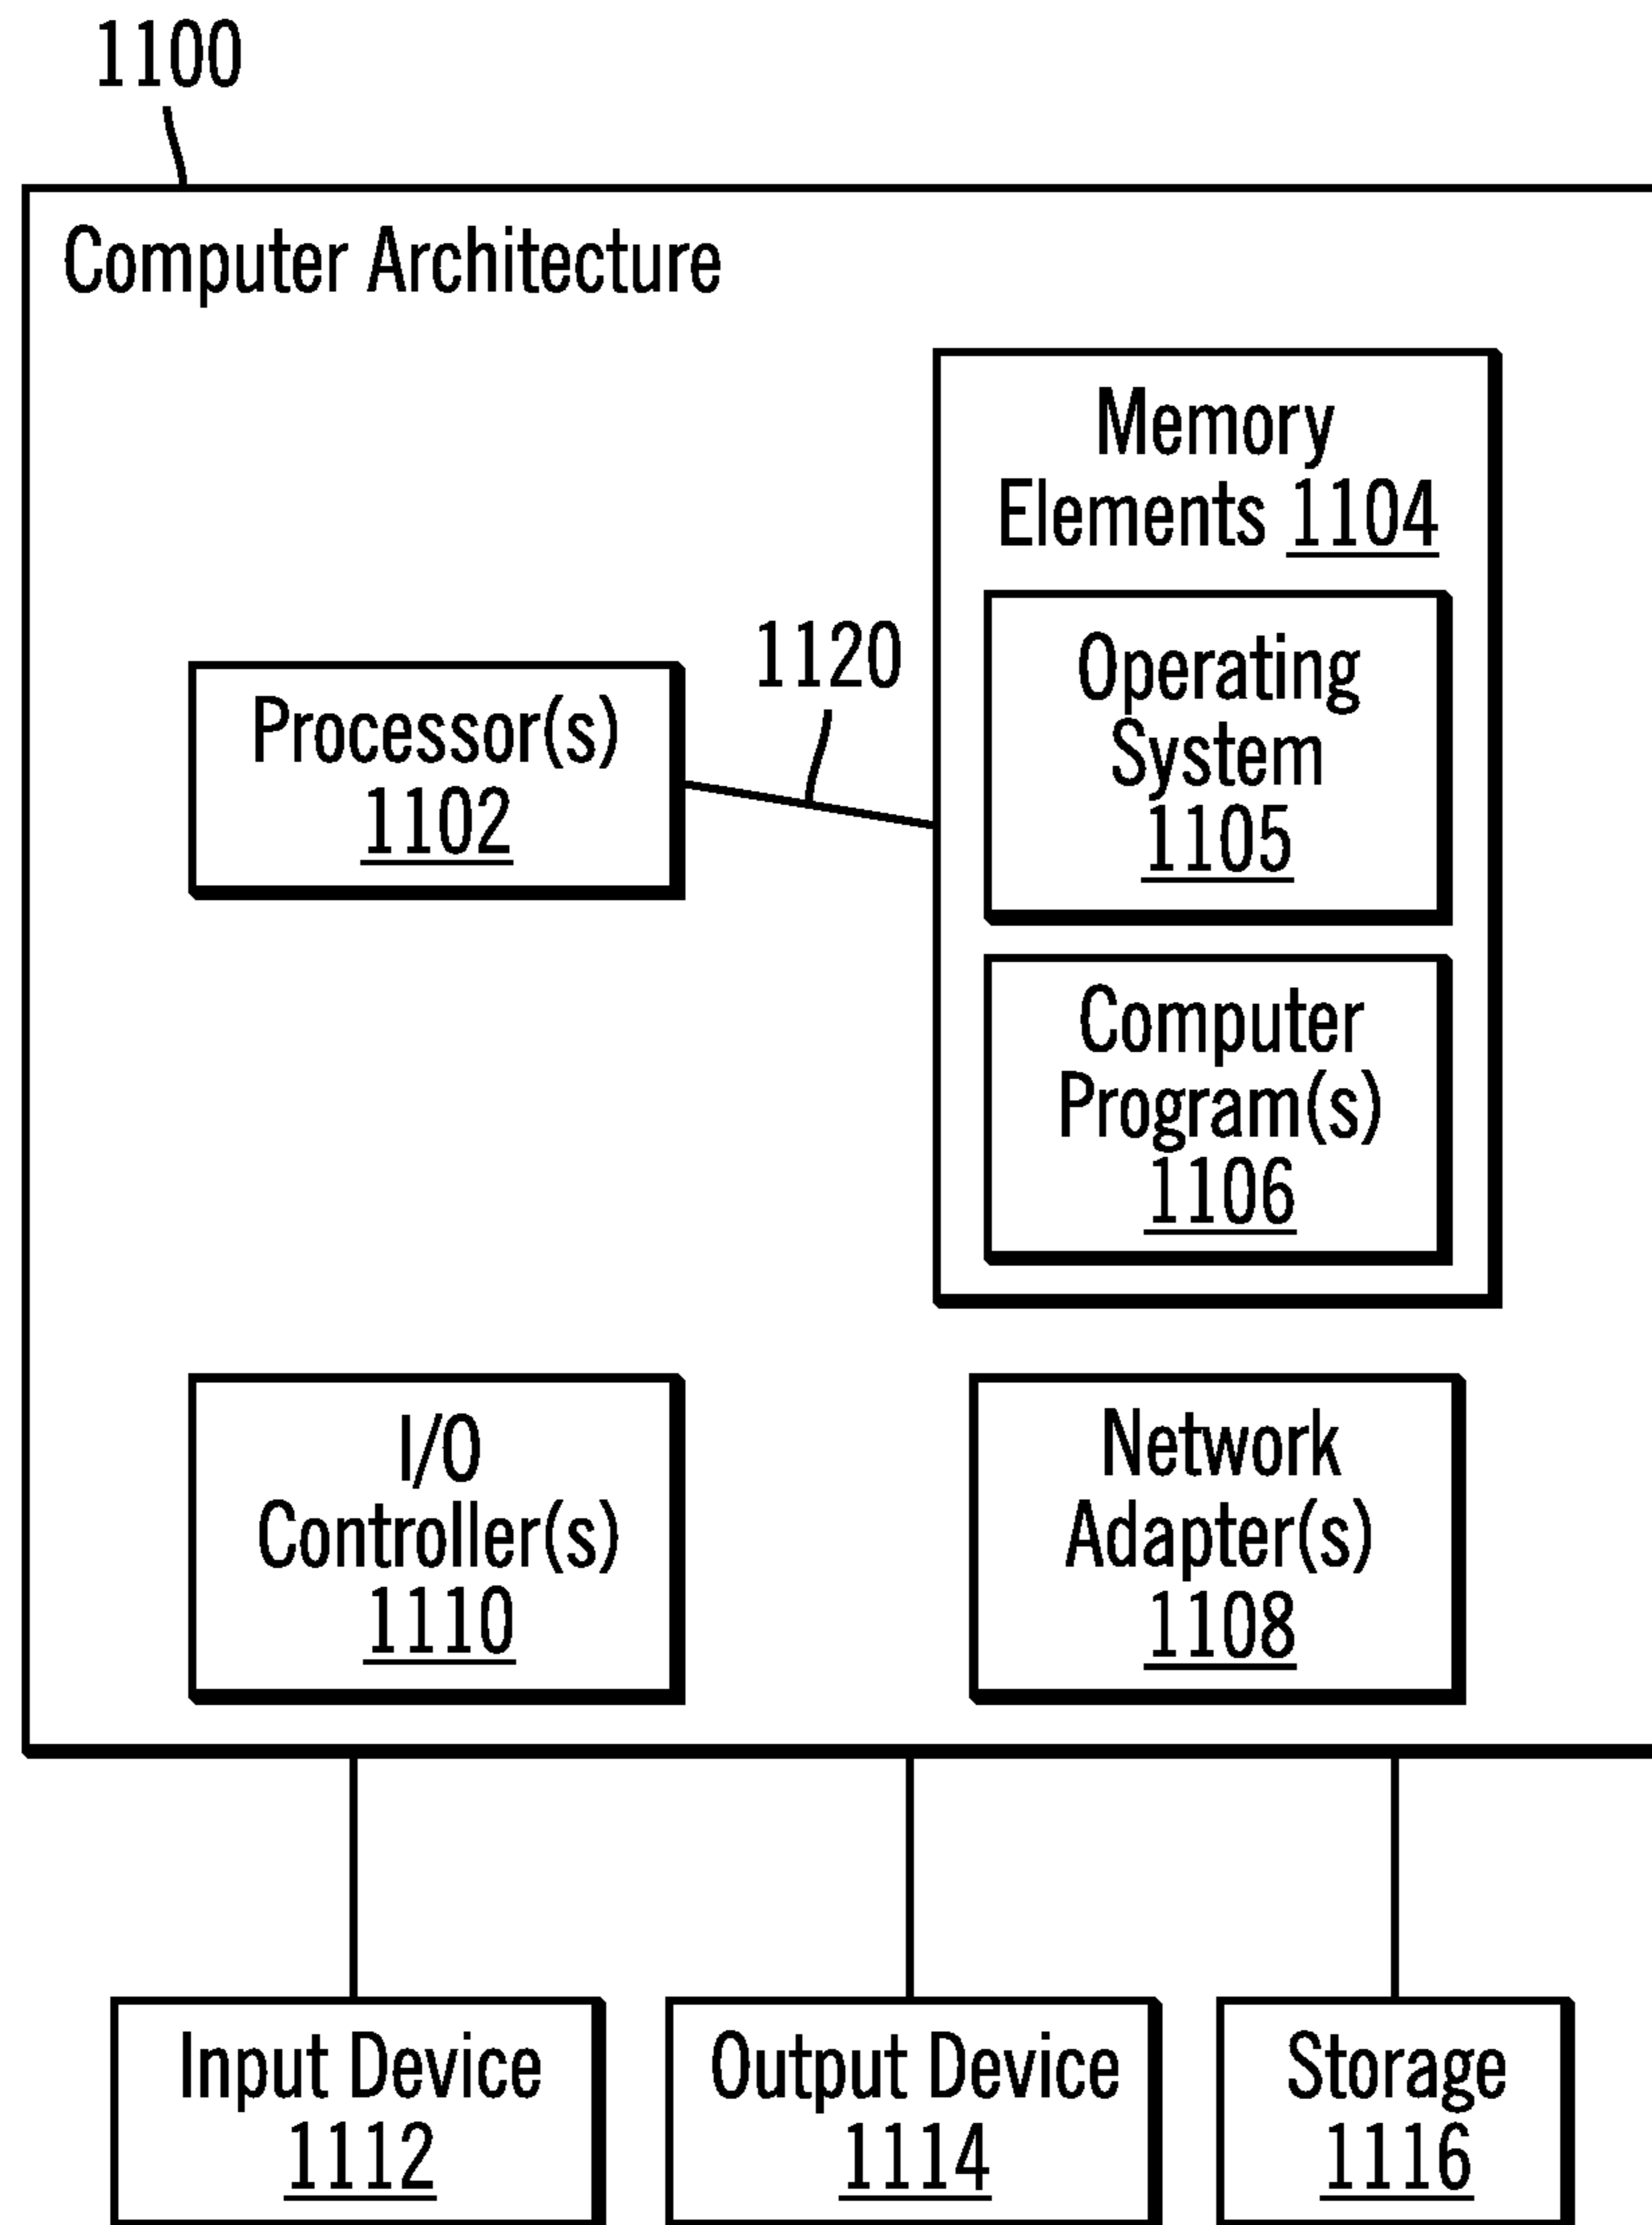 1100
Computer Architecture
Memory
Elements 1104
1120
Operating
System
1105
Processor(s)
1102
Computer
Program(s)
1106
I/O
Controller(s)
1110
Network
Adapter(s)
1108
Input Device
1112
Output Device
1114
Storage
1116